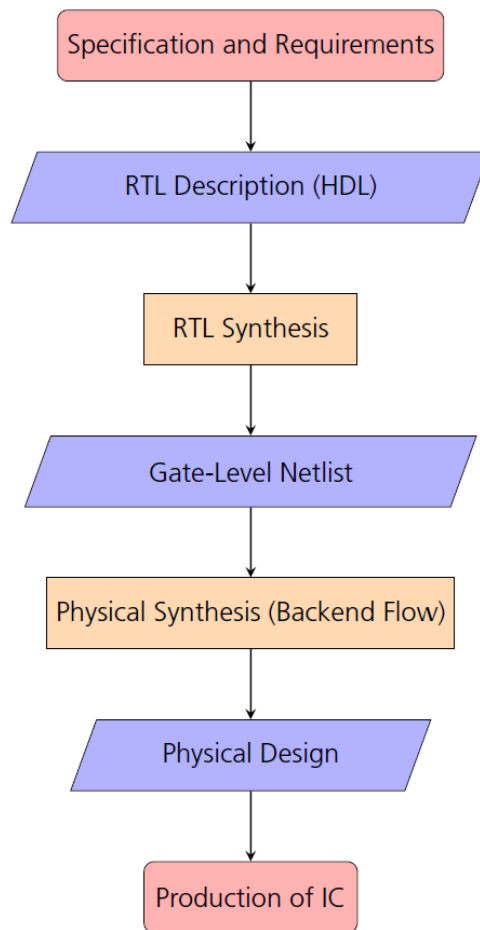 Specification and Requirements
RTL Description (HDL)
RTL Synthesis
Gate-Level Netlist
Physical Synthesis (Backend Flow)
Physical Design
Production of IC